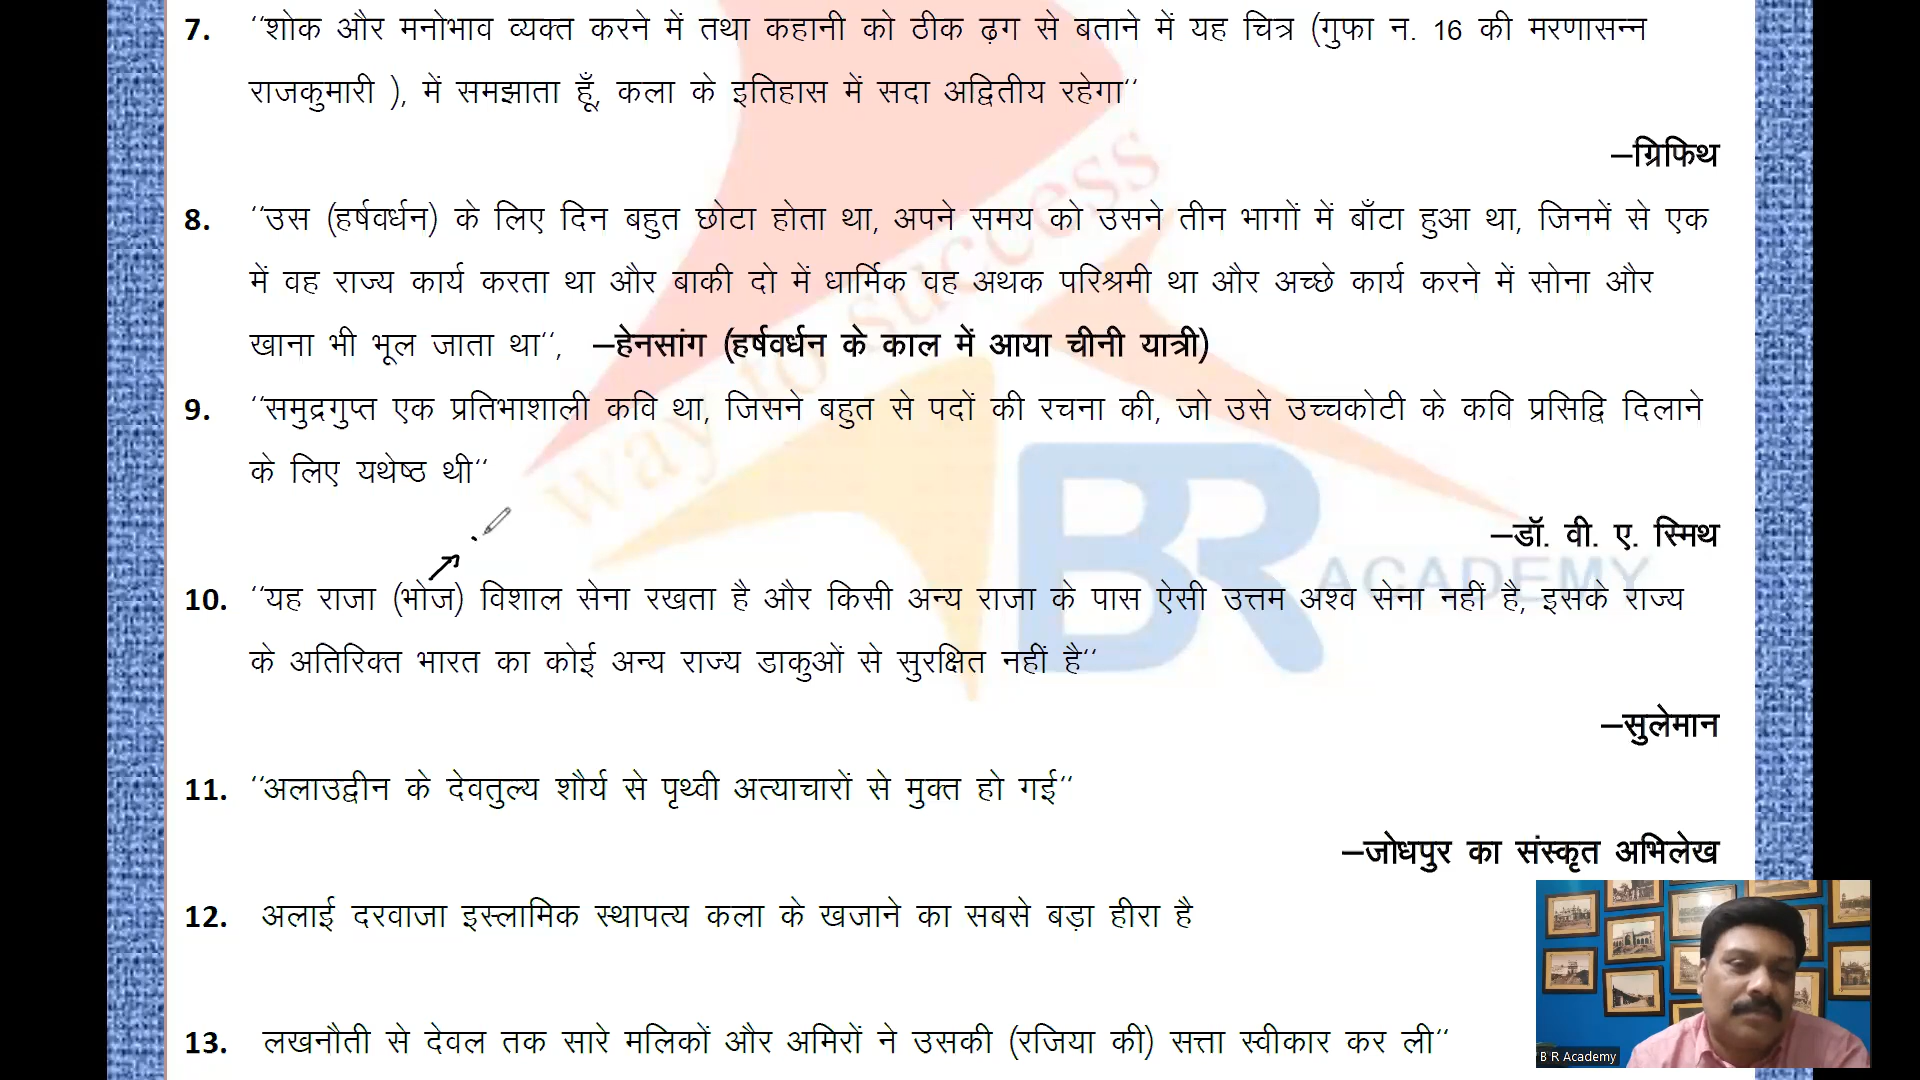 7. ‘‘शोक और मनोभाव व्यक्त करने में तथा कहानी को ठीक ढ़ग से बताने में यह चित्र (गुफा न. 16 की मरणासन्न
राजकुमारी ), में समझाता हूँ, कला के इतिहास में सदा अद्वितीय रहेगा‘‘
–ग्रिफिथ
8. ‘‘उस (हर्षवर्धन) के लिए दिन बहुत छोटा होता था, अपने समय को उसने तीन भागों में बाँटा हुआ था, जिनमें से एक
में वह राज्य कार्य करता था और बाकी दो में धार्मिक वह अथक परिश्रमी था और अच्छे कार्य करने में सोना और
खाना भी भूल जाता था‘‘, –हेनसांग (हर्षवर्धन के काल में आया चीनी यात्री)
9. ‘‘समुद्रगुप्त एक प्रतिभाशाली कवि था, जिसने बहुत से पदों की रचना की, जो उसे उच्चकोटी के कवि प्रसिद्वि दिलाने
के लिए यथेष्ठ थी‘‘
–डॉ. वी. ए. स्मिथ
10. ‘‘यह राजा (भोज) विशाल सेना रखता है और किसी अन्य राजा के पास ऐसी उत्तम अश्व सेना नहीं है, इसके राज्य
के अतिरिक्त भारत का कोई अन्य राज्य डाकुओं से सुरक्षित नहीं है‘‘
–सुलेमान
11. ‘‘अलाउद्वीन के देवतुल्य शौर्य से पृथ्वी अत्याचारों से मुक्त हो गई‘‘
–जोधपुर का संस्कृत अभिलेख
12. अलाई दरवाजा इस्लामिक स्थापत्य कला के खजाने का सबसे बड़ा हीरा है
13. लखनौती से देवल तक सारे मलिकों और अमिरों ने उसकी (रजिया की) सत्ता स्वीकार कर ली‘‘
way to success
BR ACADEMY
B R Academy